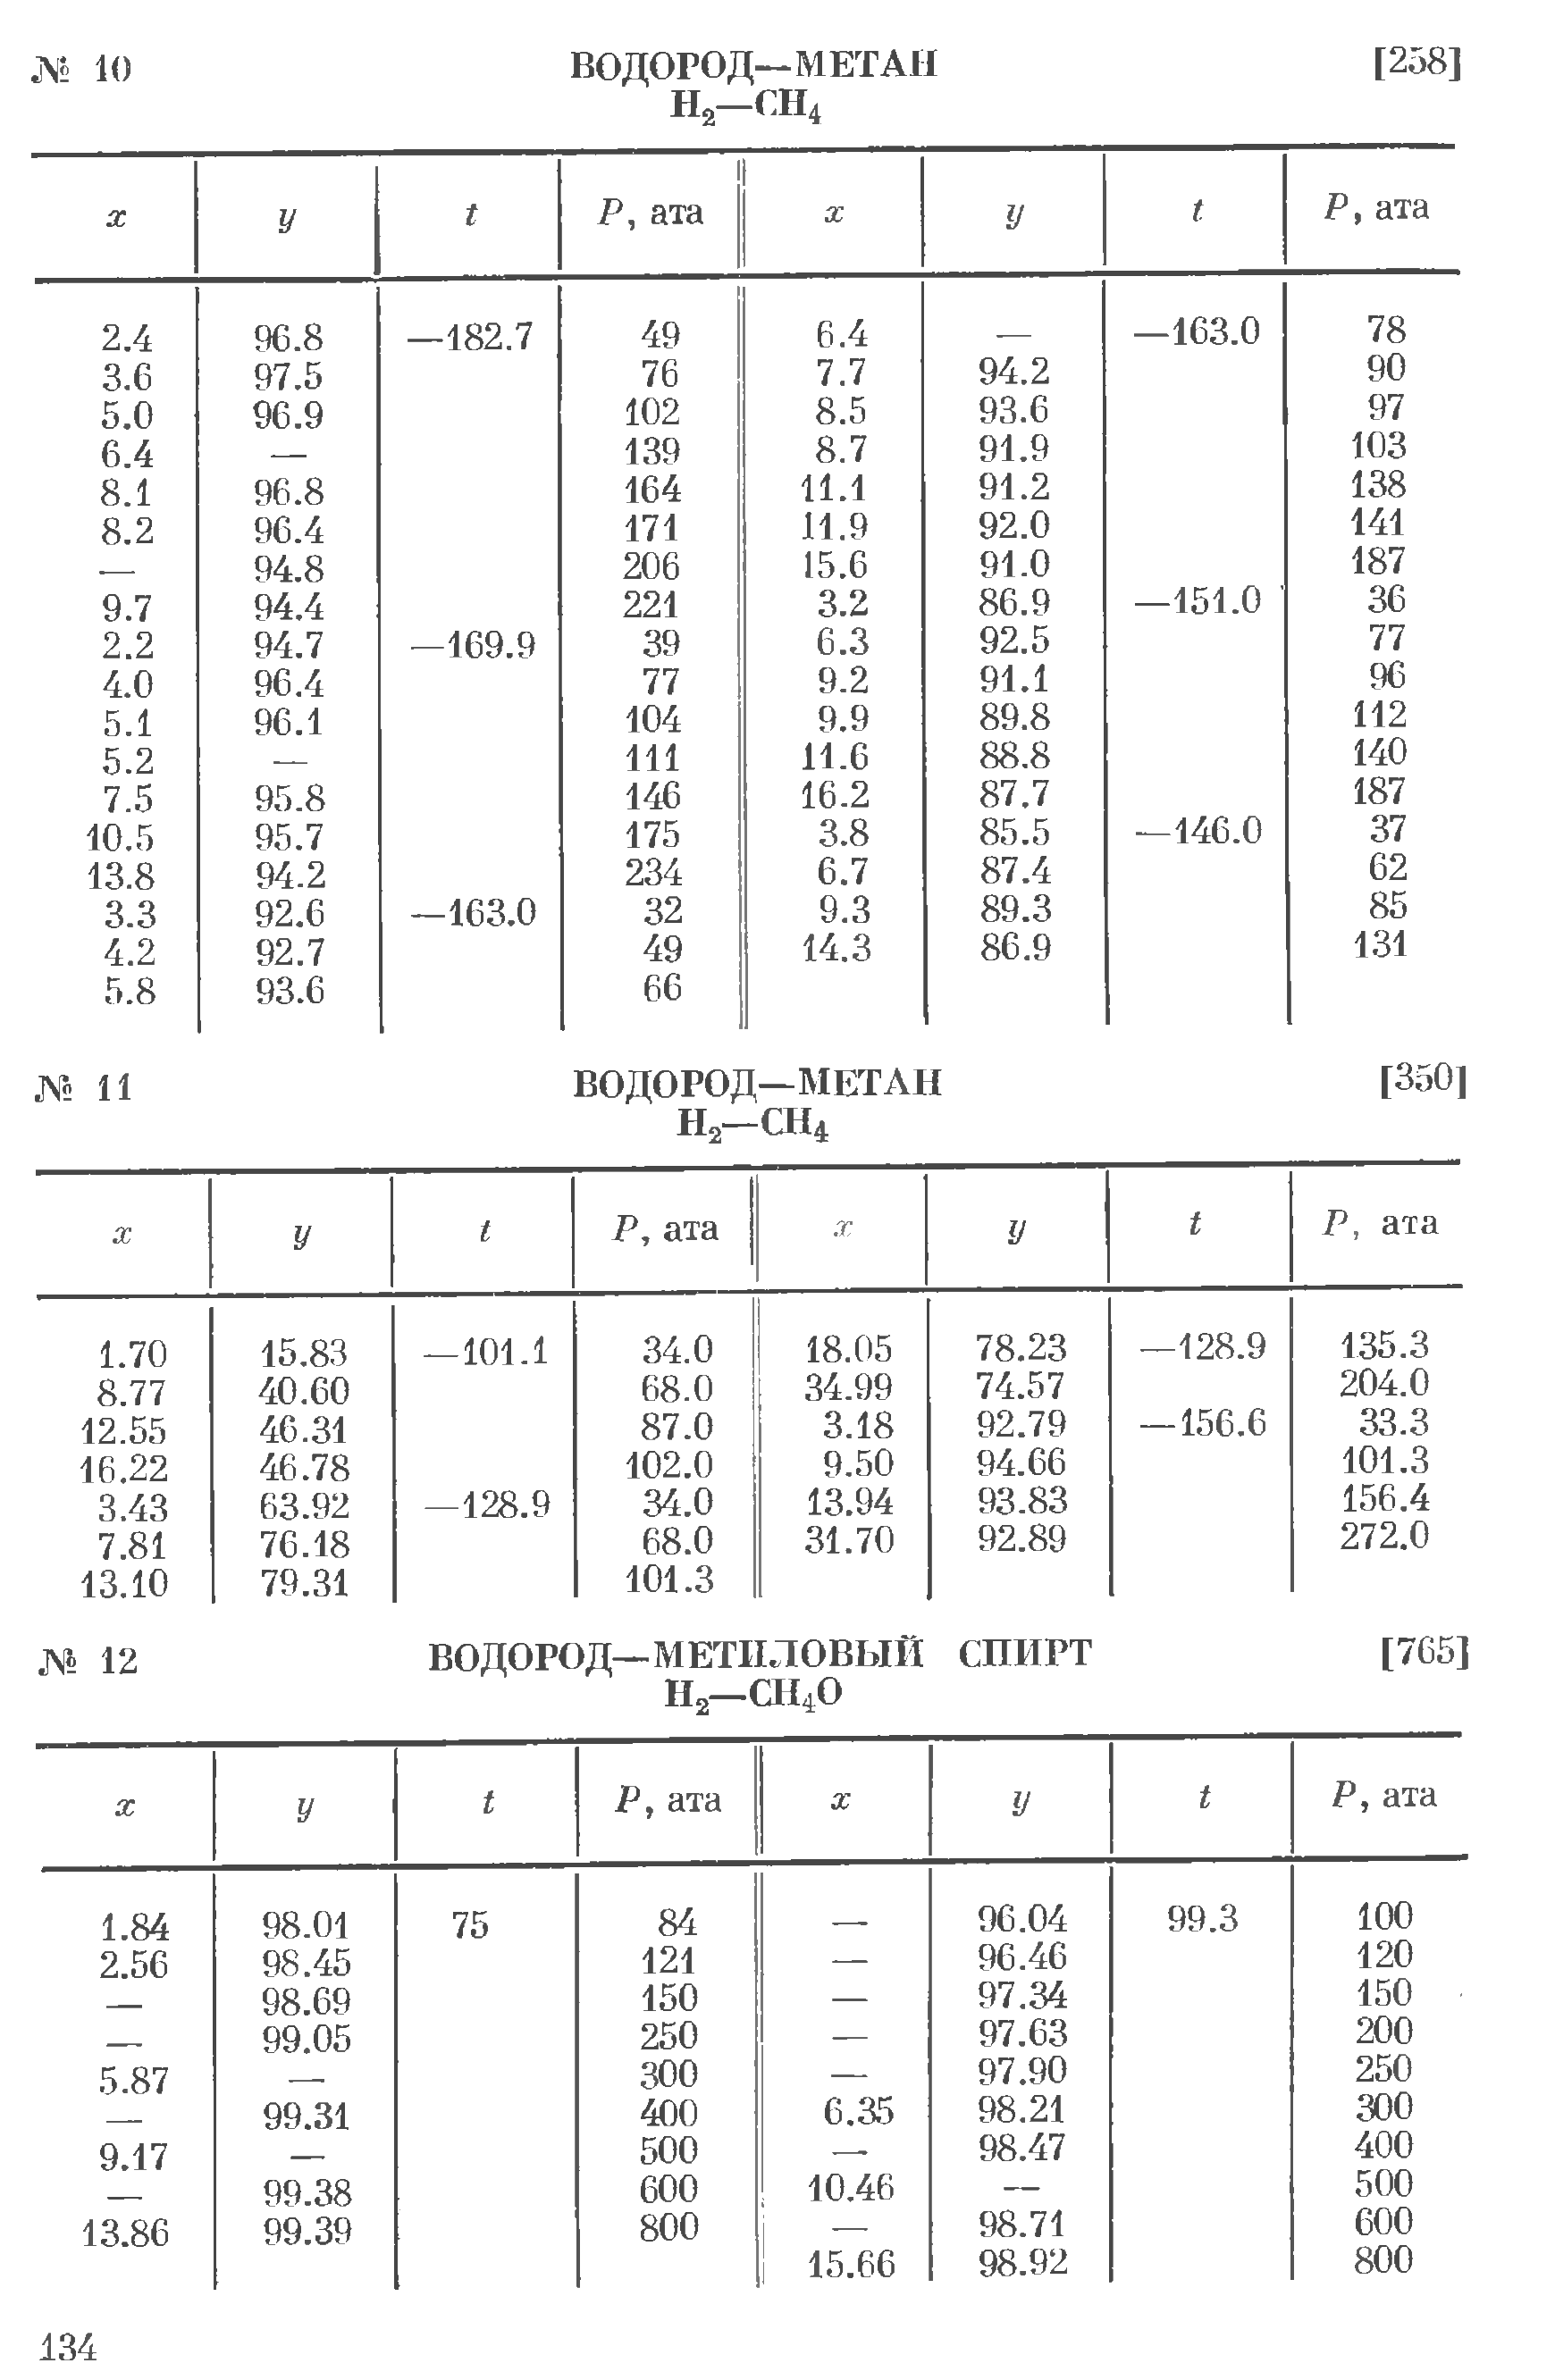 № 10 ВОДОРОД—МЕТАН [258]
H₂—CH₄
x y t P, ата x y t P, ата
2.4 96.8 —182.7 49 6.4 — —163.0 78
3.6 97.5 76 7.7 94.2 90
5.0 96.9 102 8.5 93.6 97
6.4 — 139 8.7 91.9 103
8.1 96.8 164 11.1 91.2 138
8.2 96.4 171 11.9 92.0 141
— 94.8 206 15.6 91.0 187
9.7 94.4 221 3.2 86.9 —151.0 36
2.2 94.7 —169.9 39 6.3 92.5 77
4.0 96.4 77 9.2 91.1 96
5.1 96.1 104 9.9 89.8 112
5.2 — 111 11.6 88.8 140
7.5 95.8 146 16.2 87.7 187
10.5 95.7 175 3.8 85.5 —146.0 37
13.8 94.2 234 6.7 87.4 62
3.3 92.6 —163.0 32 9.3 89.3 85
4.2 92.7 49 14.3 86.9 131
5.8 93.6 66
№ 11 ВОДОРОД—МЕТАН [350]
H₂—CH₄
x y t P, ата x y t P, ата
1.70 15.83 —101.1 34.0 18.05 78.23 —128.9 135.3
8.77 40.60 68.0 34.99 74.57 204.0
12.55 46.31 87.0 3.18 92.79 —156.6 33.3
16.22 46.78 102.0 9.50 94.66 101.3
3.43 63.92 —128.9 34.0 13.94 93.83 156.4
7.81 76.18 68.0 31.70 92.89 272.0
13.10 79.31 101.3
№ 12 ВОДОРОД—МЕТИЛОВЫЙ СПИРТ [765]
H₂—CH₄O
x y t P, ата x y t P, ата
1.84 98.01 75 84 — 96.04 99.3 100
2.56 98.45 121 — 96.46 120
— 98.69 150 — 97.34 150
— 99.05 250 — 97.63 200
5.87 — 300 — 97.90 250
— 99.31 400 6.35 98.21 300
9.17 — 500 — 98.47 400
— 99.38 600 10.46 — 500
13.86 99.39 800 — 98.71 600
15.66 98.92 800
134